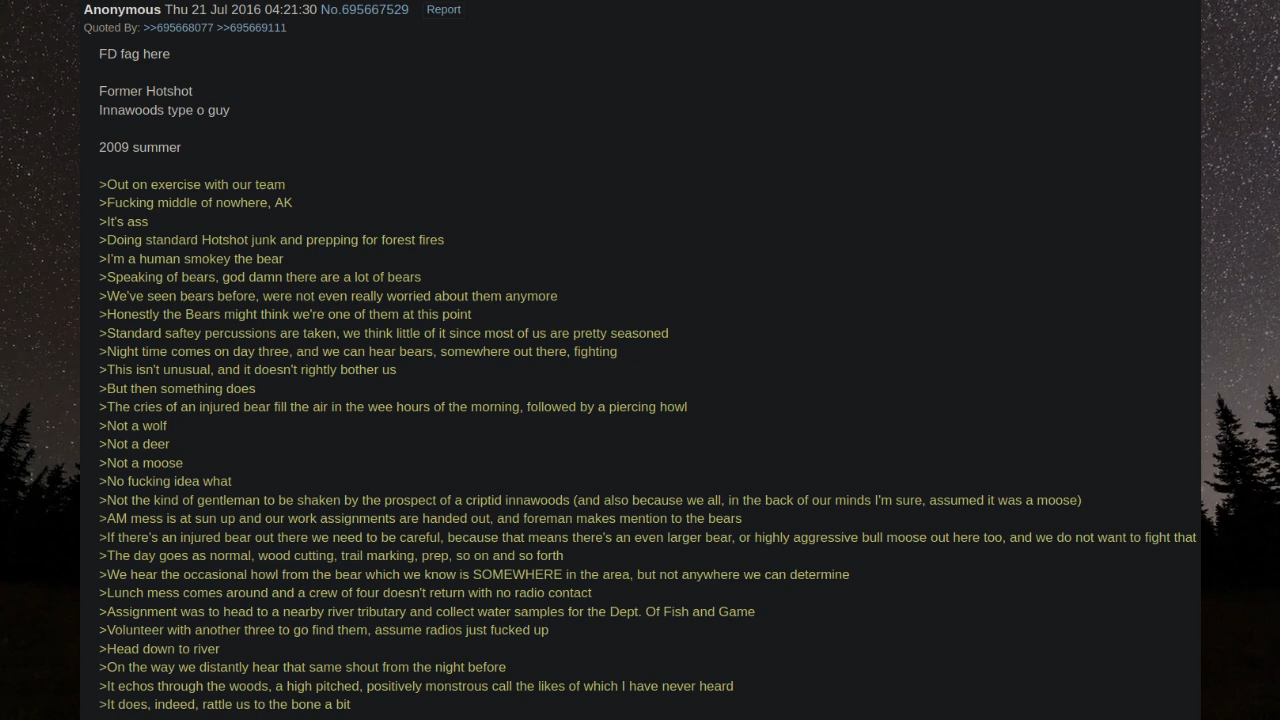 Anonymous Thu 21 Jul 2016 04:21:30 No.695667529 Report
Quoted By: >>695668077 >>695669111
FD fag here
Former Hotshot
Innawoods type o guy
2009 summer
>Out on exercise with our team
>Fucking middle of nowhere, AK
>It's ass
>Doing standard Hotshot junk and prepping for forest fires
>I'm a human smokey the bear
>Speaking of bears, god damn there are a lot of bears
>We've seen bears before, were not even really worried about them anymore
>Honestly the Bears might think we're one of them at this point
>Standard saftey percussions are taken, we think little of it since most of us are pretty seasoned
>Night time comes on day three, and we can hear bears, somewhere out there, fighting
>This isn't unusual, and it doesn't rightly bother us
>But then something does
>The cries of an injured bear fill the air in the wee hours of the morning, followed by a piercing howl
>Not a wolf
>Not a deer
>Not a moose
>No fucking idea what
>Not the kind of gentleman to be shaken by the prospect of a criptid innawoods (and also because we all, in the back of our minds I'm sure, assumed it was a moose)
>AM mess is at sun up and our work assignments are handed out, and foreman makes mention to the bears
>If there's an injured bear out there we need to be careful, because that means there's an even larger bear, or highly aggressive bull moose out here too, and we do not want to fight that
>The day goes as normal, wood cutting, trail marking, prep, so on and so forth
>We hear the occasional howl from the bear which we know is SOMEWHERE in the area, but not anywhere we can determine
>Lunch mess comes around and a crew of four doesn't return with no radio contact
>Assignment was to head to a nearby river tributary and collect water samples for the Dept. Of Fish and Game
>Volunteer with another three to go find them, assume radios just fucked up
>Head down to river
>On the way we distantly hear that same shout from the night before
>It echos through the woods, a high pitched, positively monstrous call the likes of which I have never heard
>It does, indeed, rattle us to the bone a bit